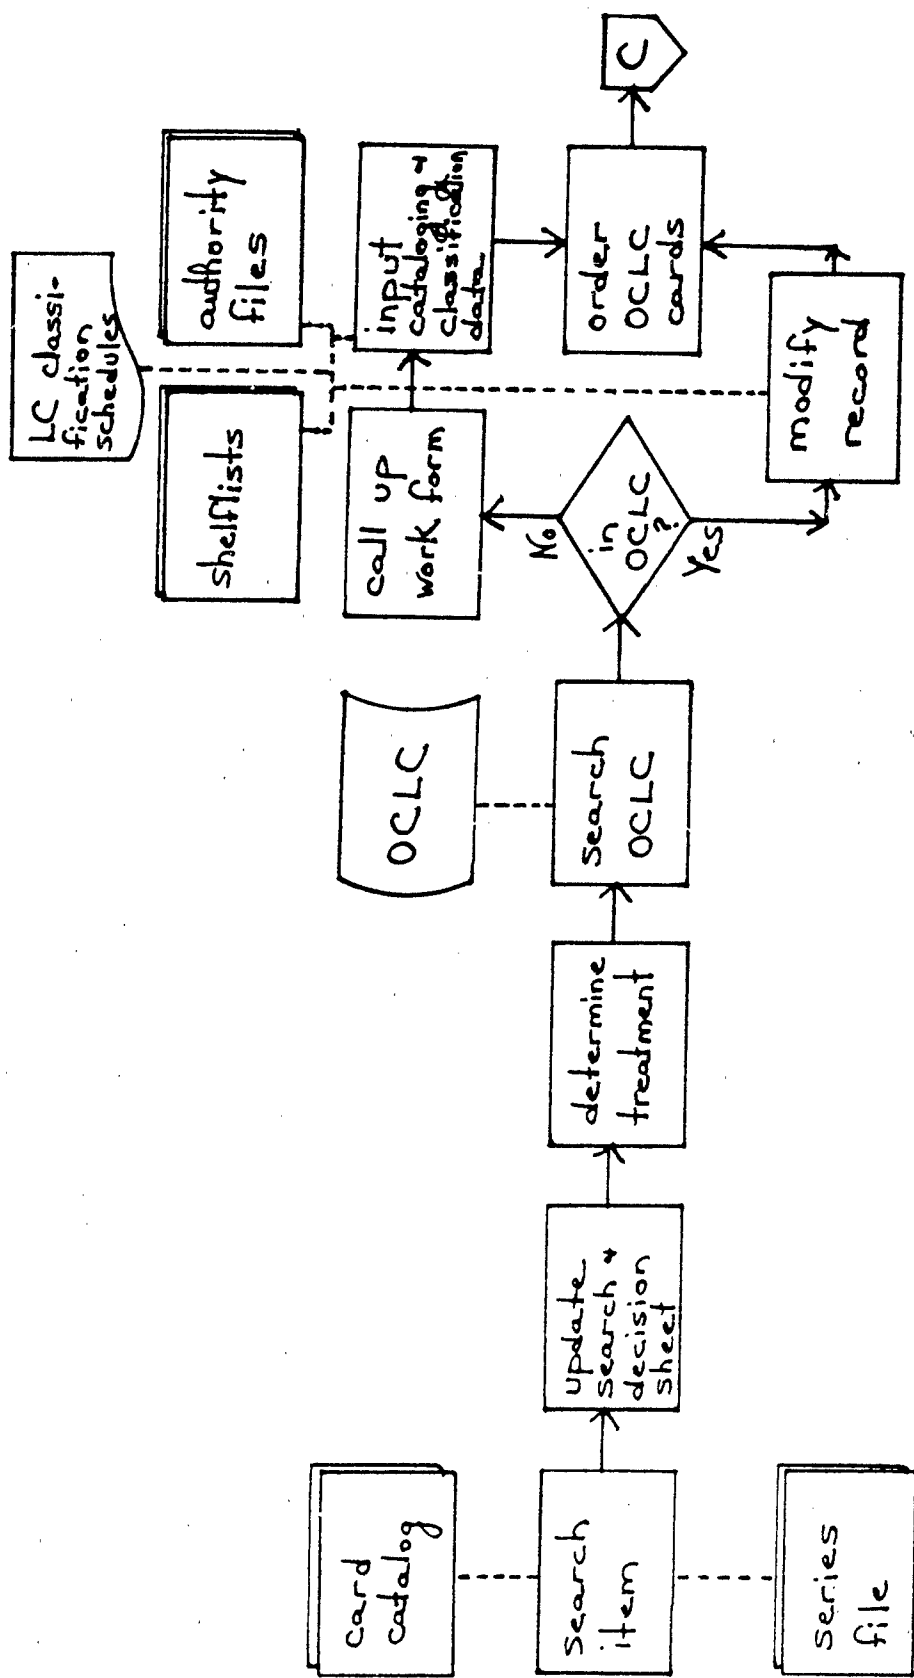 card
catalog
search
item
series
file
update
search &
decision
sheet
determine
treatment
OCLC
search
OCLC
in
OCLC
?
No
Yes
call up
work form
shelflists
LC classi-
fication
schedules
authority
files
input
cataloging &
classification
data
modify
record
order
OCLC
cards
C